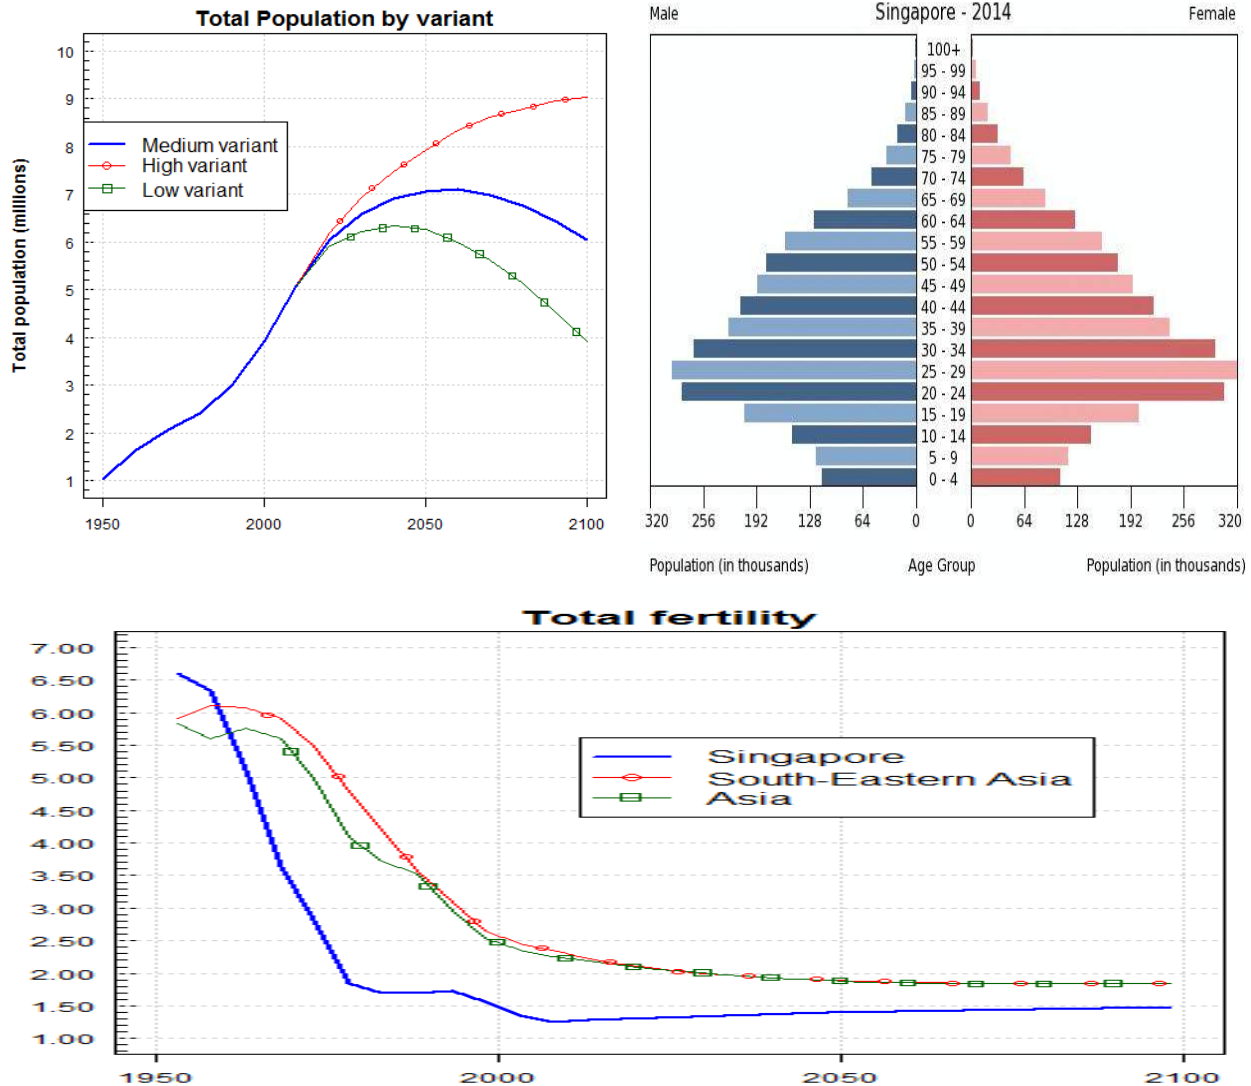 Total Population by variant
Total population (millions)
10
9
8
7
6
5
4
3
2
1
Medium variant
High variant
Low variant
1950 2000 2050 2100
Male Singapore - 2014 Female
100+
95 - 99
90 - 94
85 - 89
80 - 84
75 - 79
70 - 74
65 - 69
60 - 64
55 - 59
50 - 54
45 - 49
40 - 44
35 - 39
30 - 34
25 - 29
20 - 24
15 - 19
10 - 14
5 - 9
0 - 4
320 256 192 128 64 0 0 64 128 192 256 320
Population (in thousands) Age Group Population (in thousands)
Total fertility
7.00
6.50
6.00
5.50
5.00
4.50
4.00
3.50
3.00
2.50
2.00
1.50
1.00
Singapore
South-Eastern Asia
Asia
1950 2000 2050 2100